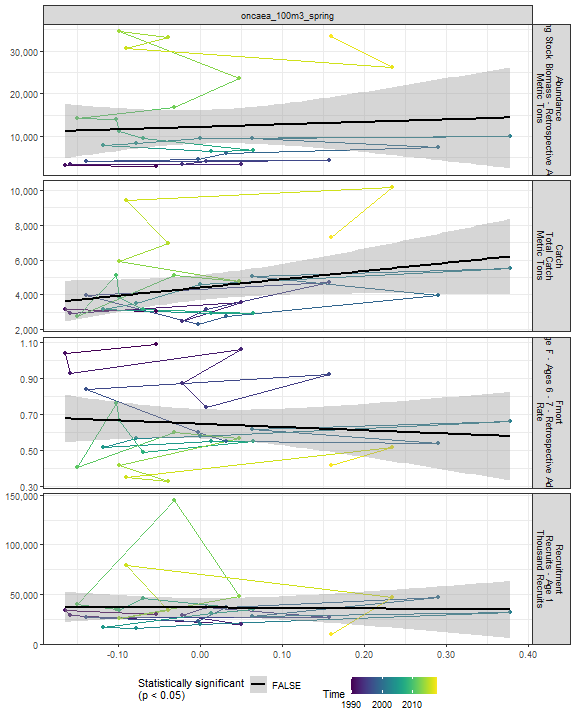 oncaea_100m3_spring
30,000
20,000
10,000
Abundance
Stock Biomass - Retrospective
Metric Tons
10,000
8,000
6,000
4,000
2,000
Catch
Total Catch
Metric Tons
1.10
0.90
0.70
0.50
0.30
Fmort
F - Ages 6 - 7 - Retrospective
Rate
150,000
100,000
50,000
0
Recruitment
Recruits - Age 1
Thousand Recruits
-0.10 0.00 0.10 0.20 0.30 0.40
Statistically significant
(p < 0.05)
FALSE
Time
1990 2000 2010